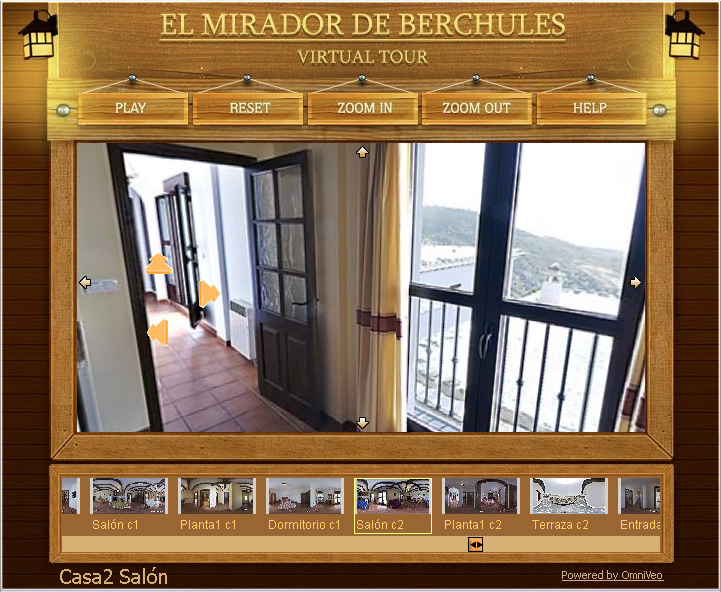 EL MIRADOR DE BERCHULES
VIRTUAL TOUR
PLAY RESET ZOOM IN ZOOM OUT HELP
Salón c1 Planta1 c1 Dormitorio c1 Salón c2 Planta1 c2 Terraza c2 Entrada
Casa2 Salón
Powered by OmniVeo